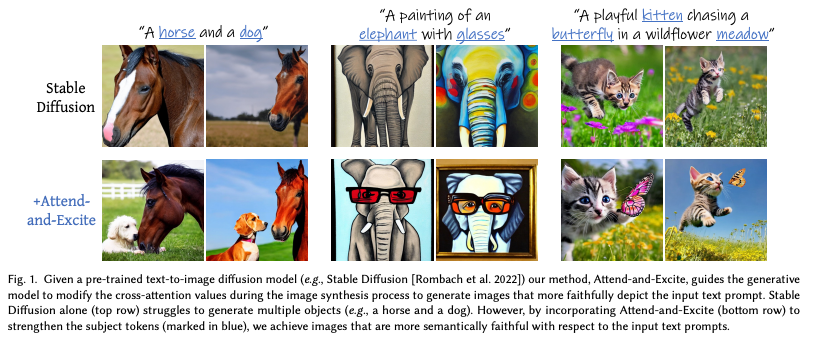 "A horse and a dog"
"A painting of an
elephant with glasses"
"A playful kitten chasing a
butterfly in a wildflower meadow"
Stable
Diffusion
+Attend-
and-Excite
Fig. 1. Given a pre-trained text-to-image diffusion model (e.g., Stable Diffusion [Rombach et al. 2022]) our method, Attend-and-Excite, guides the generative
model to modify the cross-attention values during the image synthesis process to generate images that more faithfully depict the input text prompt. Stable
Diffusion alone (top row) struggles to generate multiple objects (e.g., a horse and a dog). However, by incorporating Attend-and-Excite (bottom row) to
strengthen the subject tokens (marked in blue), we achieve images that are more semantically faithful with respect to the input text prompts.